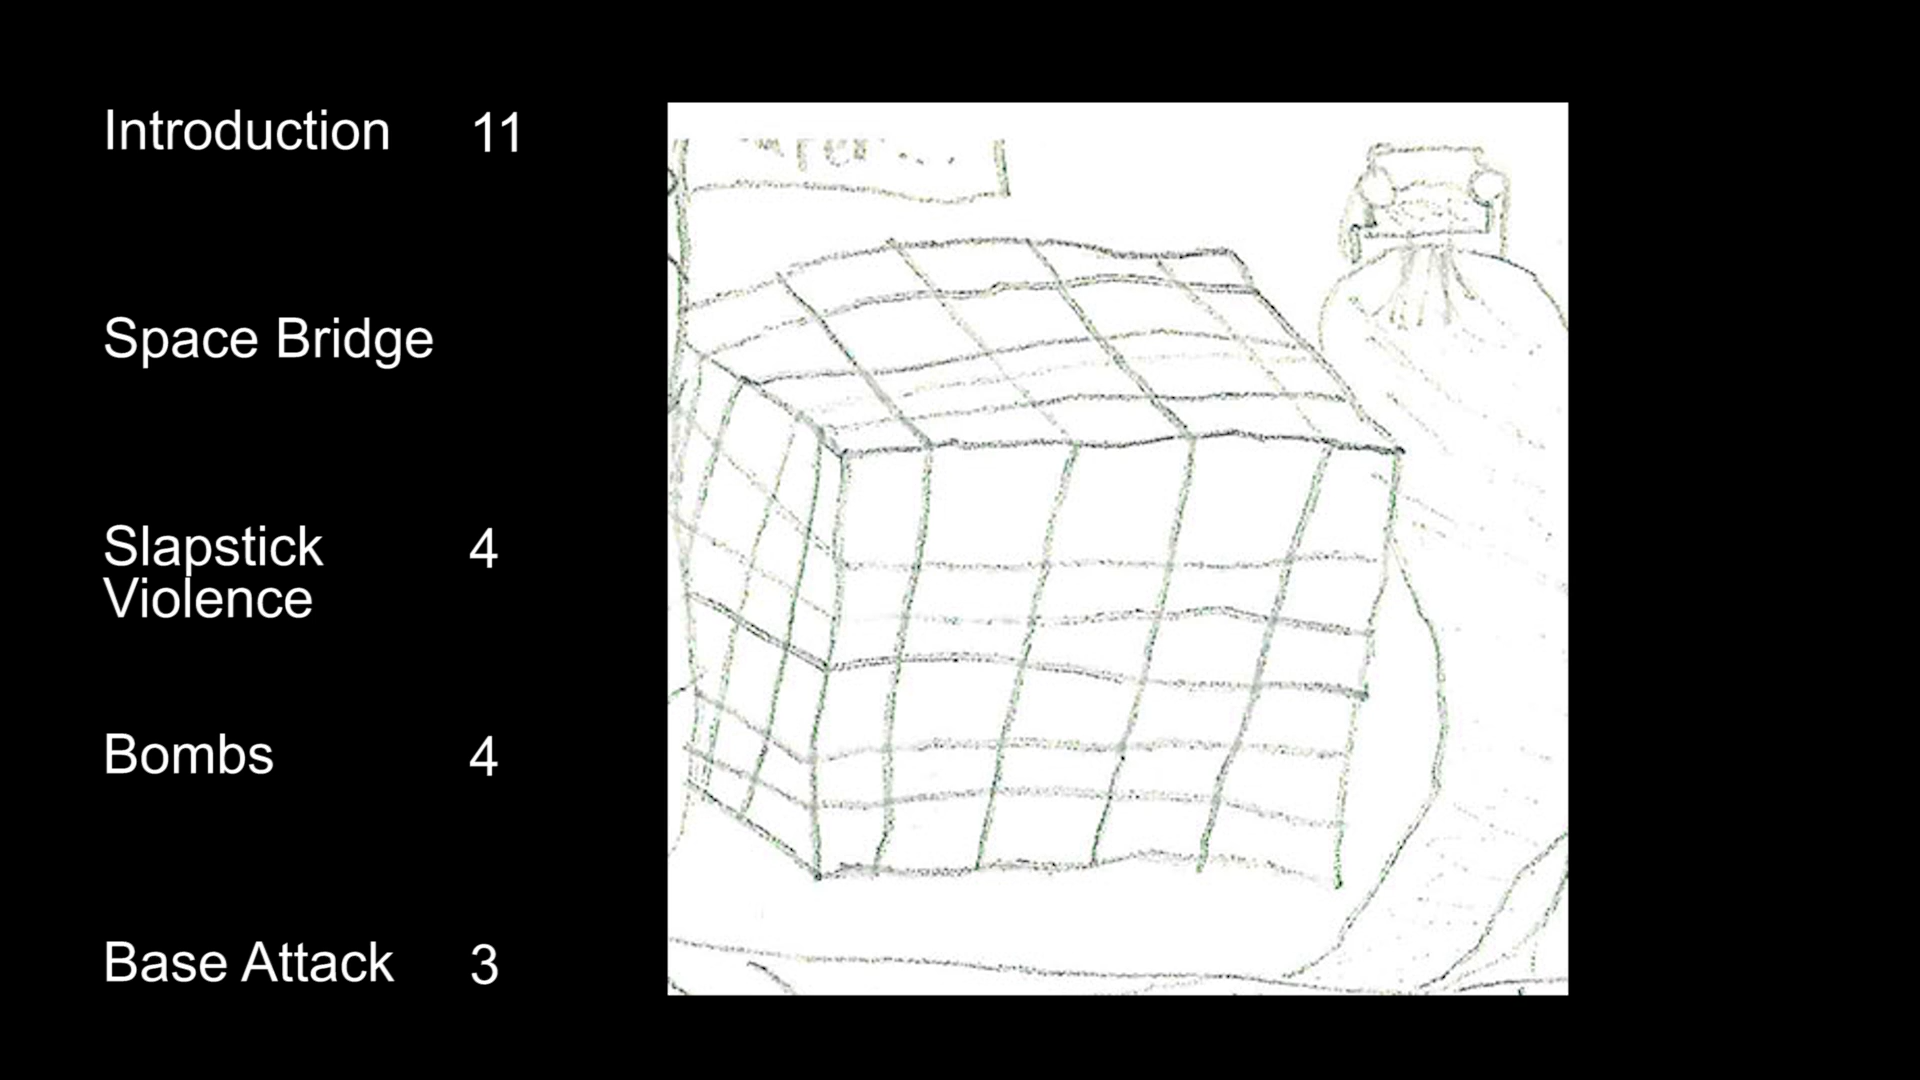 Introduction 11
Space Bridge
Slapstick 4
Violence
Bombs 4
Base Attack 3